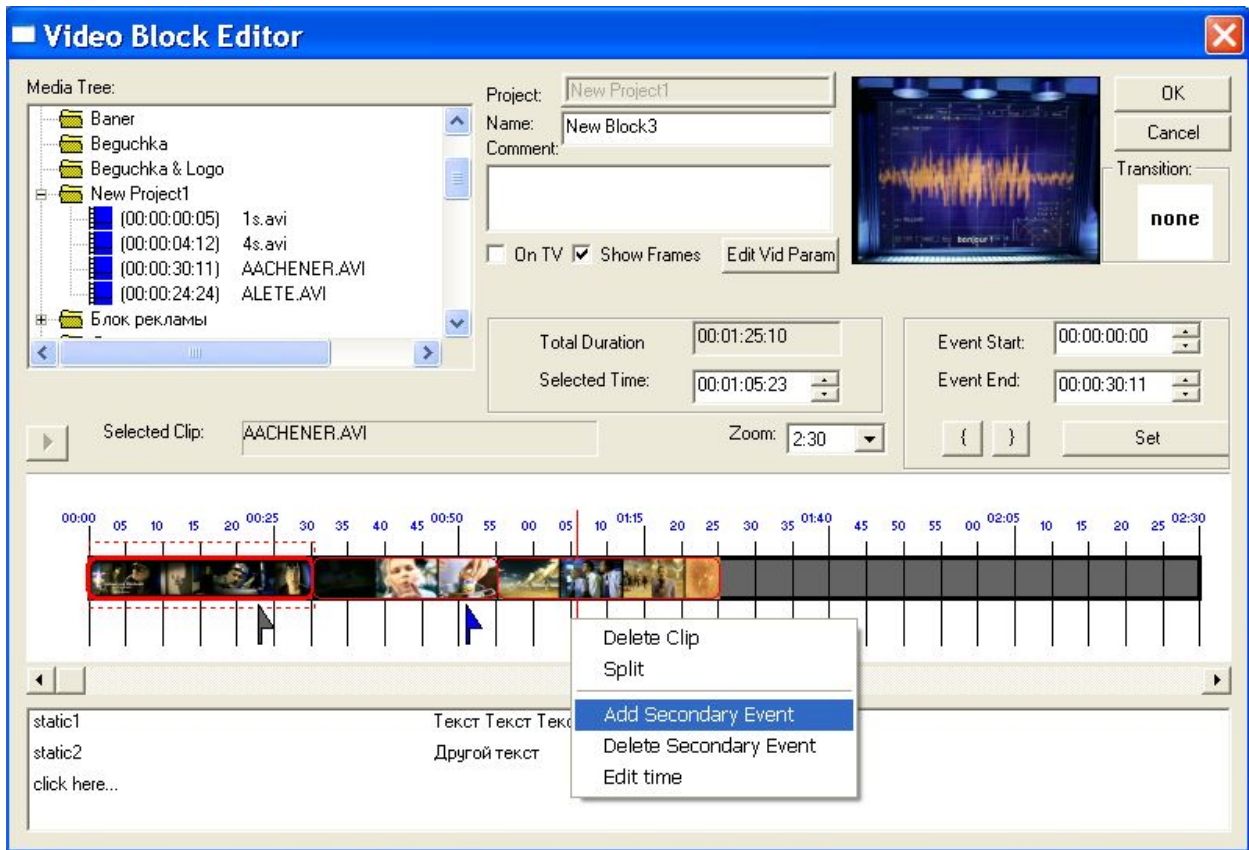 Video Block Editor
Media Tree:
Baner
Beguchka
Beguchka & Logo
New Project1
(00:00:00:05) 1s.avi
(00:00:04:12) 4s.avi
(00:00:30:11) AACHENER.AVI
(00:00:24:24) ALETE.AVI
Блок рекламы
Project: New Project1
Name: New Block3
Comment:
On TV Show Frames Edit Vid Param
bonjour !
OK
Cancel
Transition:
none
Total Duration 00:01:25:10
Selected Time: 00:01:05:23
Event Start: 00:00:00:00
Event End: 00:00:30:11
{ } Set
Selected Clip: AACHENER.AVI
Zoom: 2:30
00:00 05 10 15 20 00:25 30 35 40 45 00:50 55 00 05 10 01:15 20 25 30 35 01:40 45 50 55 00 02:05 10 15 20 25 02:30
Delete Clip
Split
Add Secondary Event
Delete Secondary Event
Edit time
static1 Текст Текст
static2 Другой текст
click here...